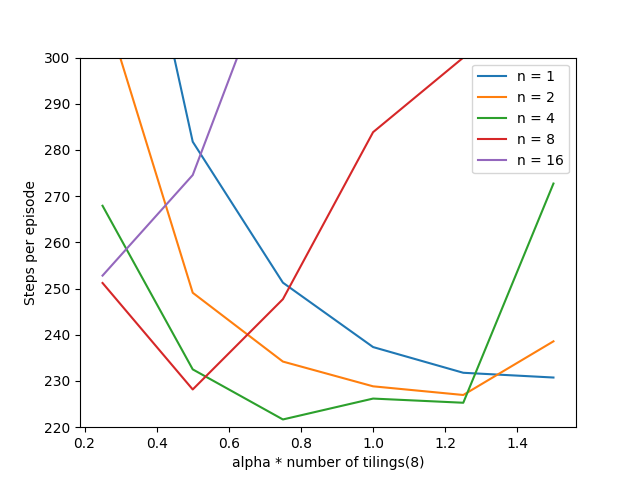 300
290
280
270
260
250
240
230
220
Steps per episode
0.2 0.4 0.6 0.8 1.0 1.2 1.4
alpha * number of tilings(8)
n = 1
n = 2
n = 4
n = 8
n = 16